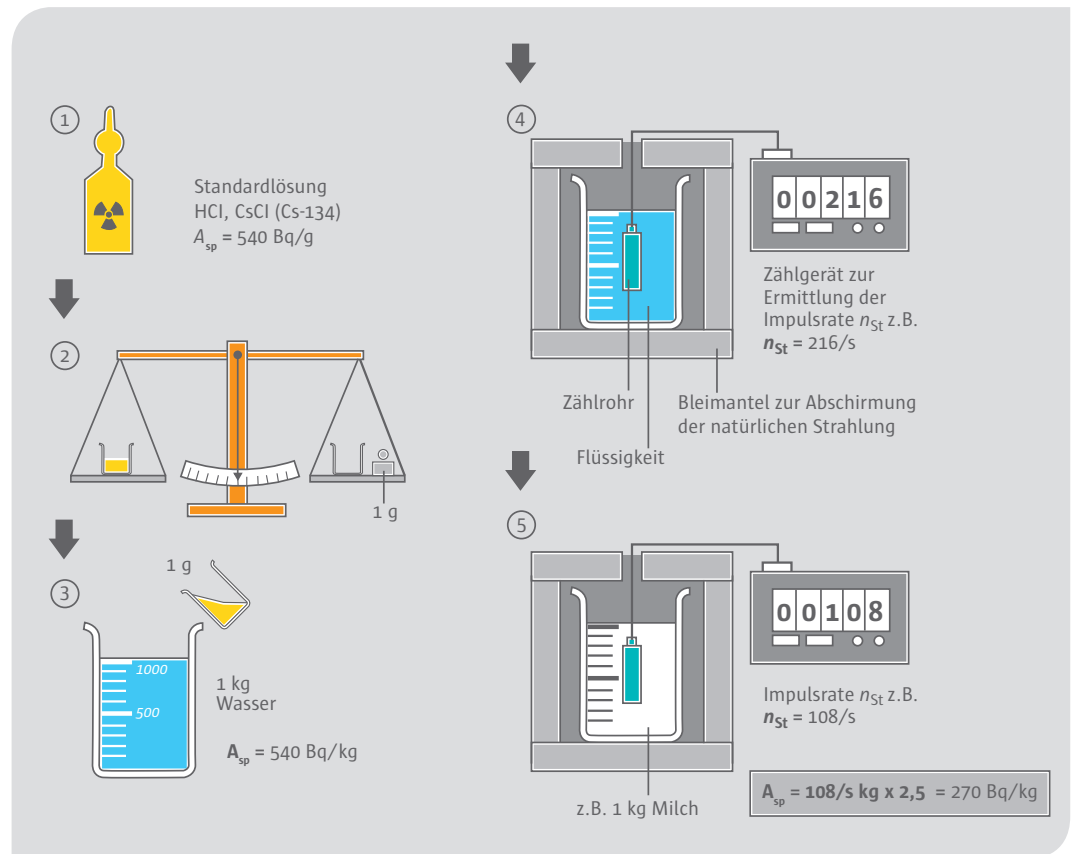 1
Standardlösung
HCl, CsCl (Cs-134)
Asp = 540 Bq/g
2
1 g
3
1 g
1000
500
1 kg
Wasser
Asp = 540 Bq/kg
4
00216
Zählgerät zur
Ermittlung der
Impulsrate nSt z.B.
nSt = 216/s
Zählrohr
Bleimantel zur Abschirmung
der natürlichen Strahlung
Flüssigkeit
5
00108
Impulsrate nSt z.B.
nSt = 108/s
z.B. 1 kg Milch
Asp = 108/s kg x 2,5 = 270 Bq/kg